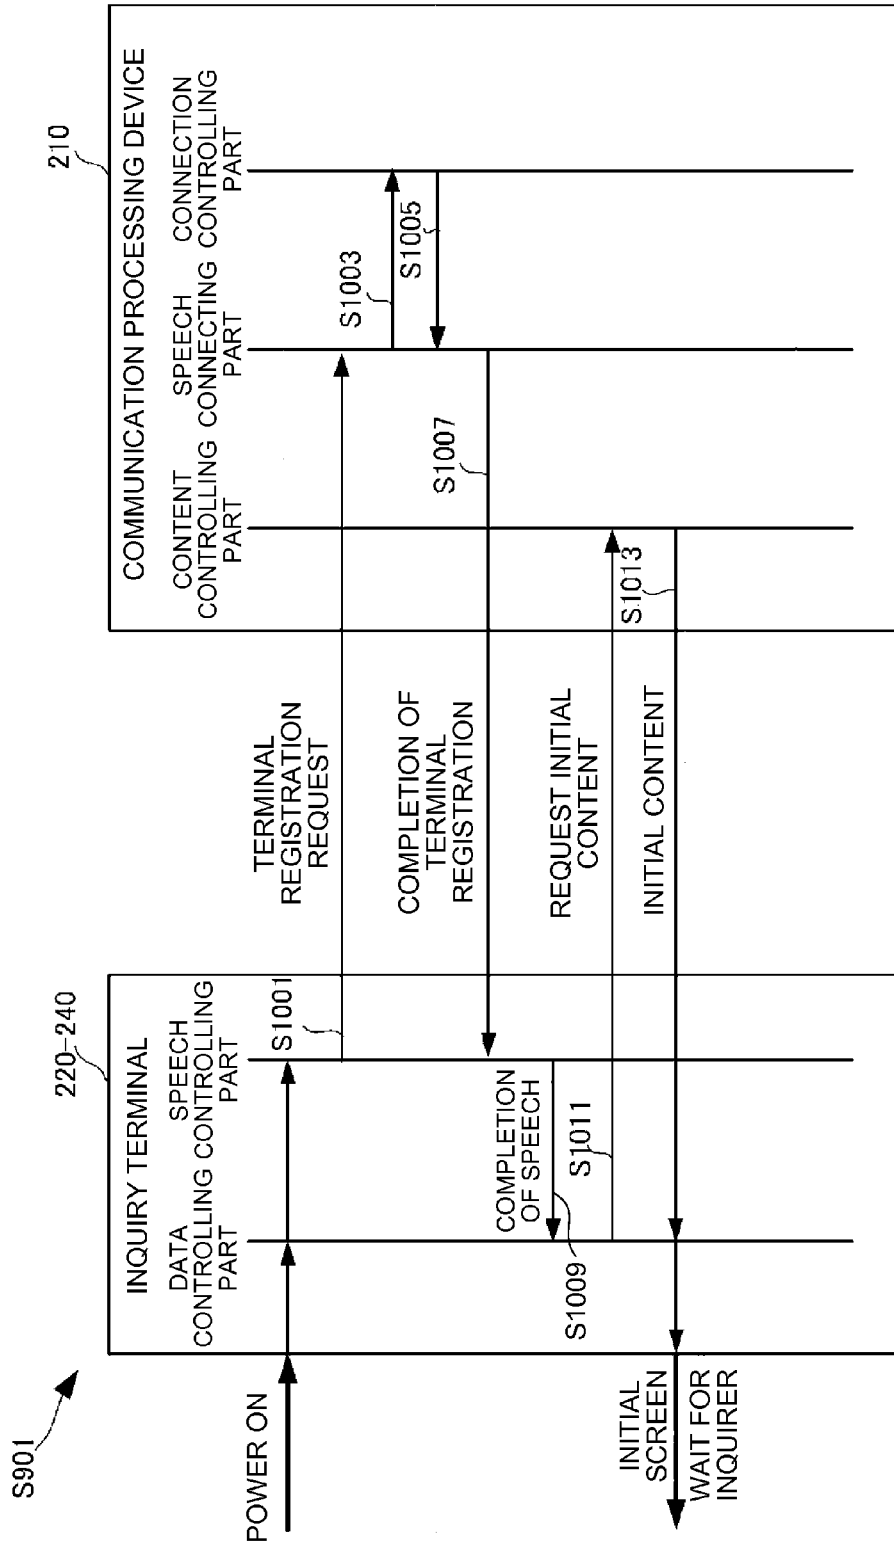 S901
220-240
210
INQUIRY TERMINAL
DATA
CONTROLLING
PART
SPEECH
CONTROLLING
PART
COMMUNICATION PROCESSING DEVICE
CONTENT
CONTROLLING
PART
SPEECH
CONNECTING
PART
CONNECTION
CONTROLLING
PART
POWER ON
S1001
TERMINAL
REGISTRATION
REQUEST
S1003
S1005
S1007
COMPLETION OF
TERMINAL
REGISTRATION
COMPLETION
OF SPEECH
S1009
S1011
REQUEST INITIAL
CONTENT
S1013
INITIAL CONTENT
INITIAL
SCREEN
WAIT FOR
INQUIRER